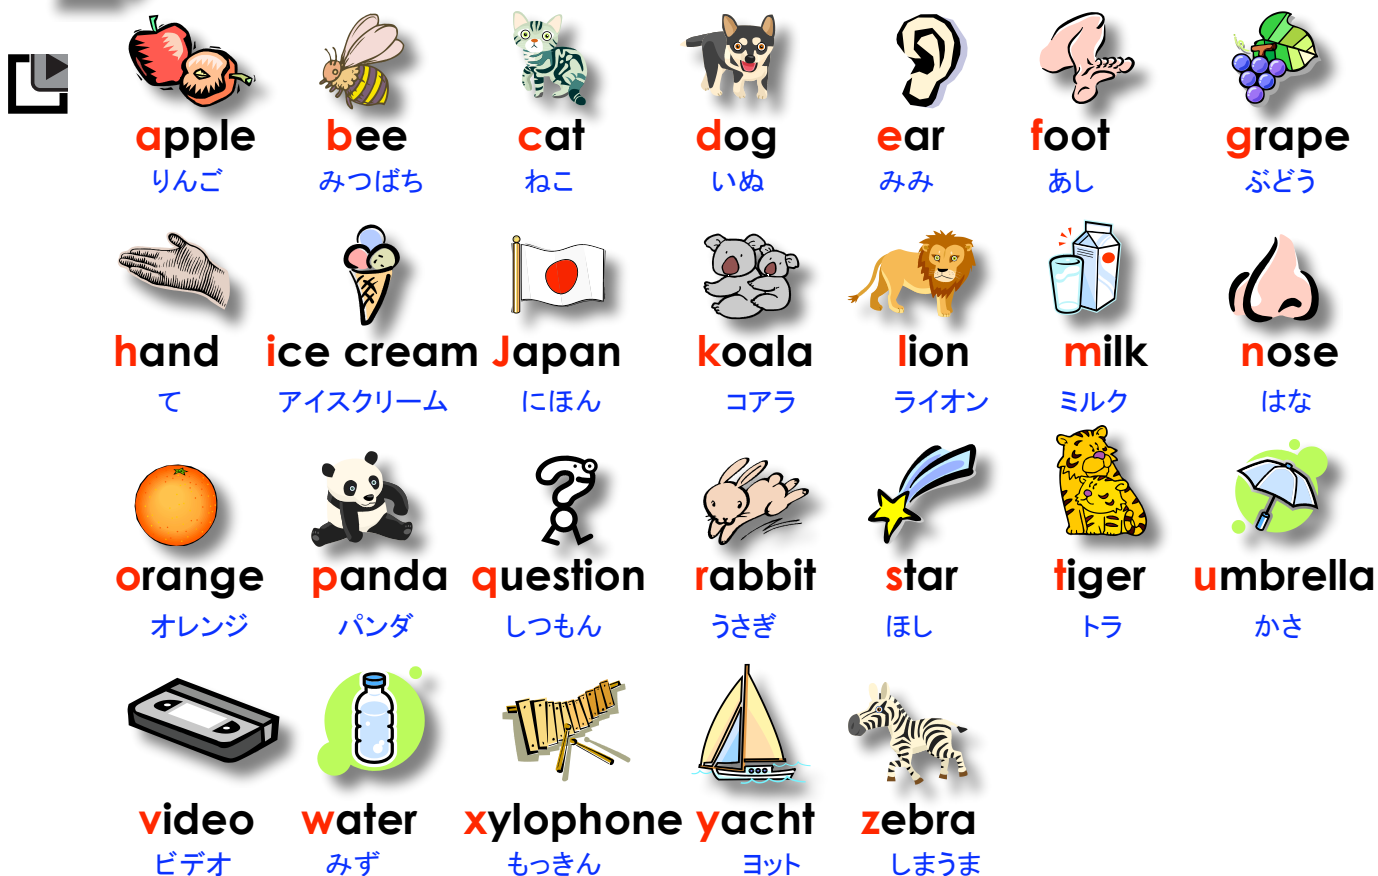 apple bee cat dog ear foot grape
りんご みつばち ねこ いぬ みみ あし ぶどう
hand ice cream Japan koala lion milk nose
て アイスクリーム にほん コアラ ライオン ミルク はな
orange panda question rabbit star tiger umbrella
オレンジ パンダ しつもん うさぎ ほし トラ かさ
video water xylophone yacht zebra
ビデオ みず もっきん ヨット しまうま